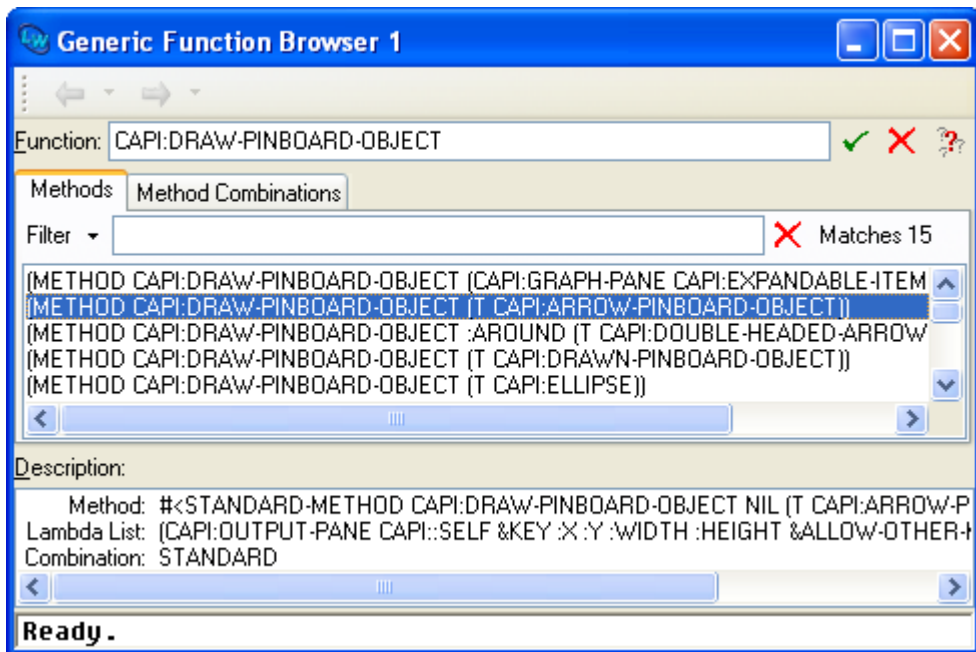 LW Generic Function Browser 1
Function: CAPI:DRAW-PINBOARD-OBJECT
Methods Method Combinations
Filter Matches 15
(METHOD CAPI:DRAW-PINBOARD-OBJECT (CAPI:GRAPH-PANE CAPI:EXPANDABLE-ITEM
(METHOD CAPI:DRAW-PINBOARD-OBJECT (T CAPI:ARROW-PINBOARD-OBJECT))
(METHOD CAPI:DRAW-PINBOARD-OBJECT :AROUND (T CAPI:DOUBLE-HEADED-ARROW
(METHOD CAPI:DRAW-PINBOARD-OBJECT (T CAPI:DRAWN-PINBOARD-OBJECT))
(METHOD CAPI:DRAW-PINBOARD-OBJECT (T CAPI:ELLIPSE))
Description:
Method: #<STANDARD-METHOD CAPI:DRAW-PINBOARD-OBJECT NIL (T CAPI:ARROW-P
Lambda List: (CAPI:OUTPUT-PANE CAPI::SELF &KEY :X :Y :WIDTH :HEIGHT &ALLOW-OTHER-
Combination: STANDARD
Ready.